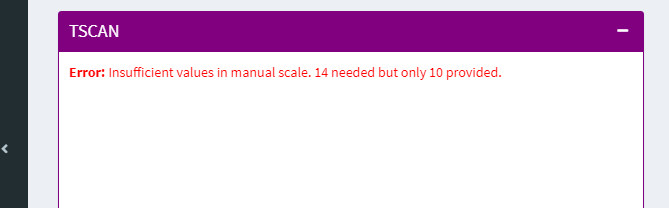 TSCAN
Error: Insufficient values in manual scale. 14 needed but only 10 provided.